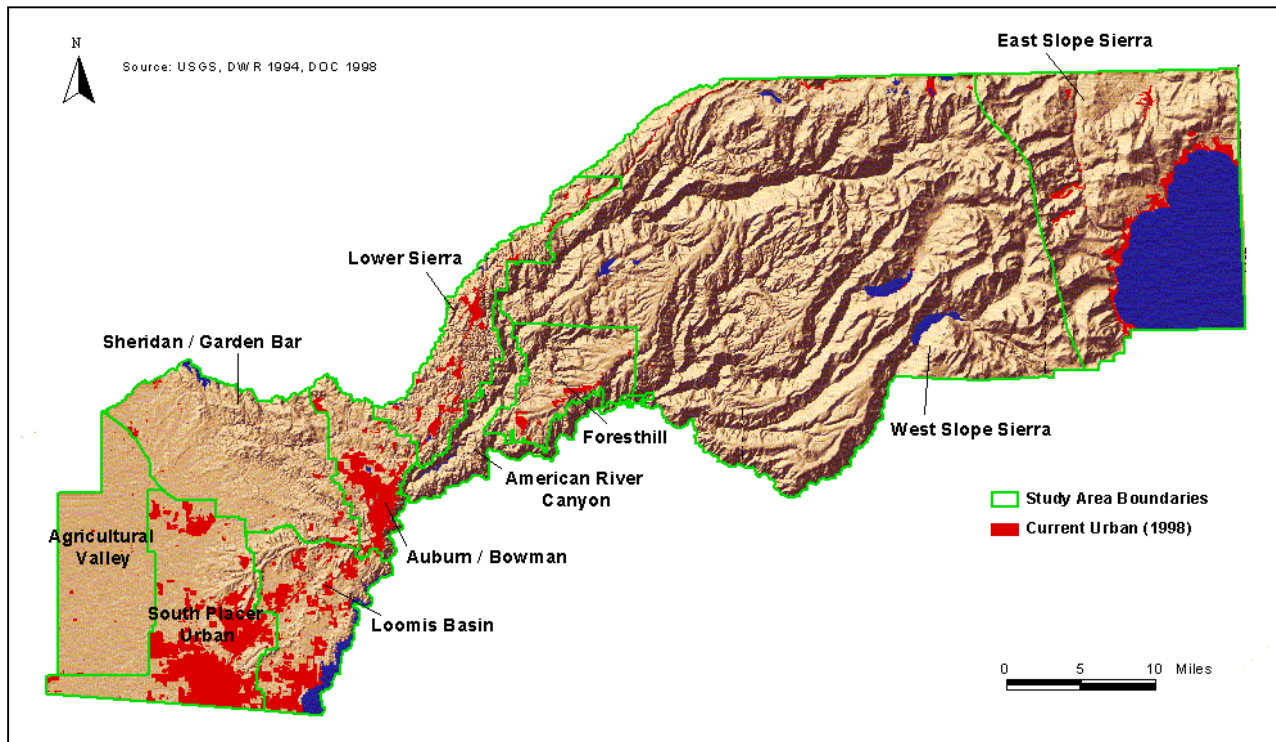 N
Source: USGS, DWR 1994, DOC 1998
East Slope Sierra
Lower Sierra
Sheridan / Garden Bar
West Slope Sierra
Foresthill
American River
Canyon
Study Area Boundaries
Current Urban (1998)
Agricultural
Valley
Auburn / Bowman
South Placer
Urban
Loomis Basin
0 5 10 Miles